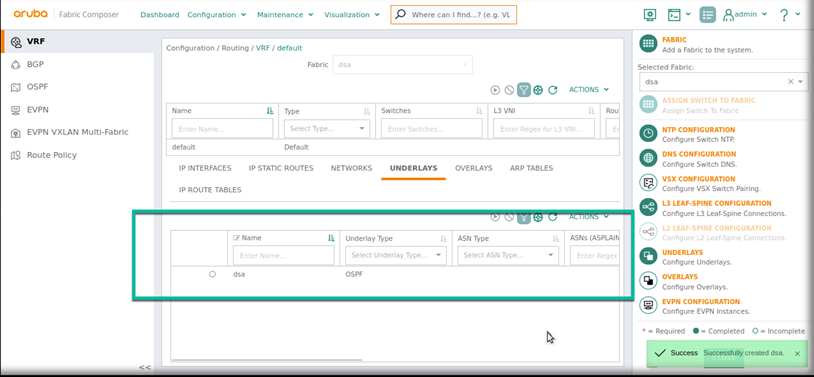 aruba Fabric Composer
Dashboard Configuration Maintenance Visualization
Where can I find...? (e.g. VL
admin
?
VRF
BGP
OSPF
EVPN
EVPN VXLAN Multi-Fabric
Route Policy
<<
Configuration / Routing / VRF / default
Fabric dsa
ACTIONS
Name Type Switches L3 VNI Rou
Enter Name... Select Type... Enter Switches... Enter Regex for L3 VNI... Ente
default Default
IP INTERFACES IP STATIC ROUTES NETWORKS UNDERLAYS OVERLAYS ARP TABLES
IP ROUTE TABLES
ACTIONS
Name Underlay Type ASN Type ASNs (ASPLAIN
Enter Name... Select Underlay Type... Select ASN Type... Enter Regex
dsa OSPF
FABRIC
Add a Fabric to the system.
Selected Fabric:
dsa
ASSIGN SWITCH TO FABRIC
Assign Switch To Fabric
NTP CONFIGURATION
Configure Switch NTP.
DNS CONFIGURATION
Configure Switch DNS.
VSX CONFIGURATION
Configure VSX Switch Pairing.
L3 LEAF-SPINE CONFIGURATION
Configure L3 Leaf-Spine Connections.
L2 LEAF-SPINE CONFIGURATION
Configure L2 Leaf-Spine Connections.
UNDERLAYS
Configure Underlays.
OVERLAYS
Configure Overlays.
EVPN CONFIGURATION
Configure EVPN Instances.
* = Required = Completed = Incomplete
Success Successfully created dsa.